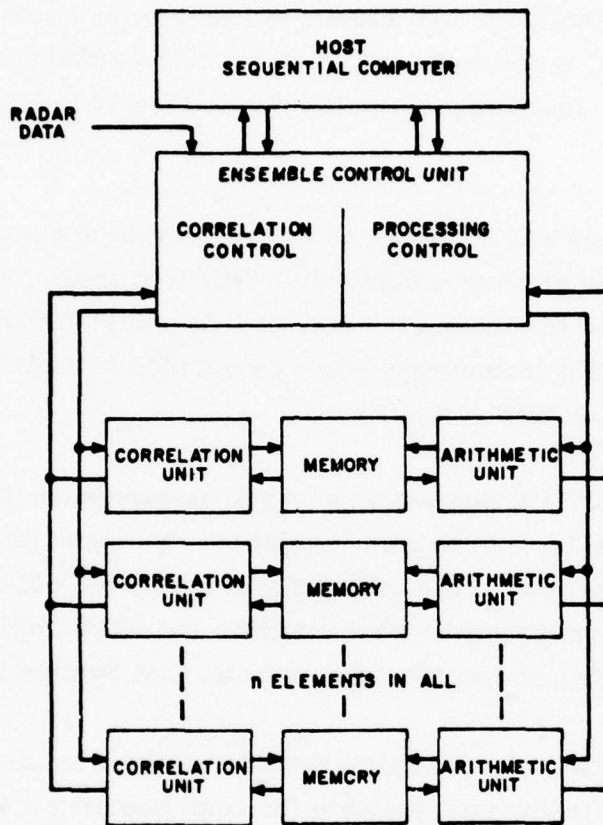 HOST
SEQUENTIAL COMPUTER
RADAR
DATA
ENSEMBLE CONTROL UNIT
CORRELATION
CONTROL
PROCESSING
CONTROL
CORRELATION
UNIT
MEMORY
ARITHMETIC
UNIT
CORRELATION
UNIT
MEMORY
ARITHMETIC
UNIT
n ELEMENTS IN ALL
CORRELATION
UNIT
MEMORY
ARITHMETIC
UNIT